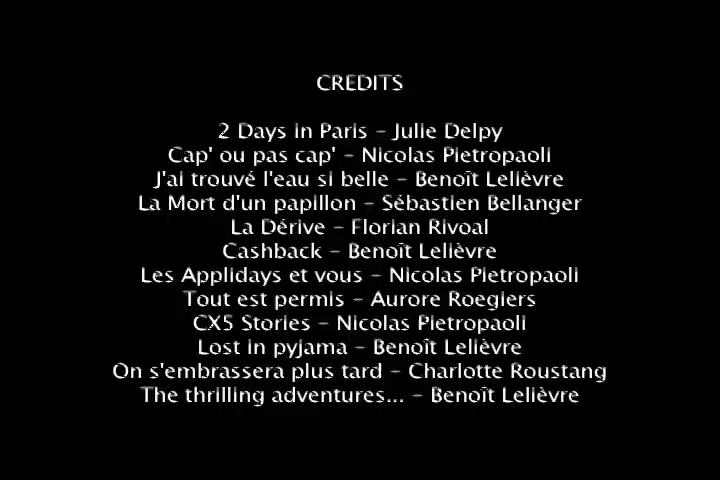 CREDITS
2 Days in Paris - Julie Delpy
Cap' ou pas cap' - Nicolas Pietropaoli
J'ai trouvé l'eau si belle - Benoît Lelièvre
La Mort d'un papillon - Sébastien Bellanger
La Dérive - Florian Rivoal
Cashback - Benoît Lelièvre
Les Applidays et vous - Nicolas Pietropaoli
Tout est permis - Aurore Roegiers
CX5 Stories - Nicolas Pietropaoli
Lost in pyjama - Benoît Lelièvre
On s'embrassera plus tard - Charlotte Roustang
The thrilling adventures... - Benoît Lelièvre